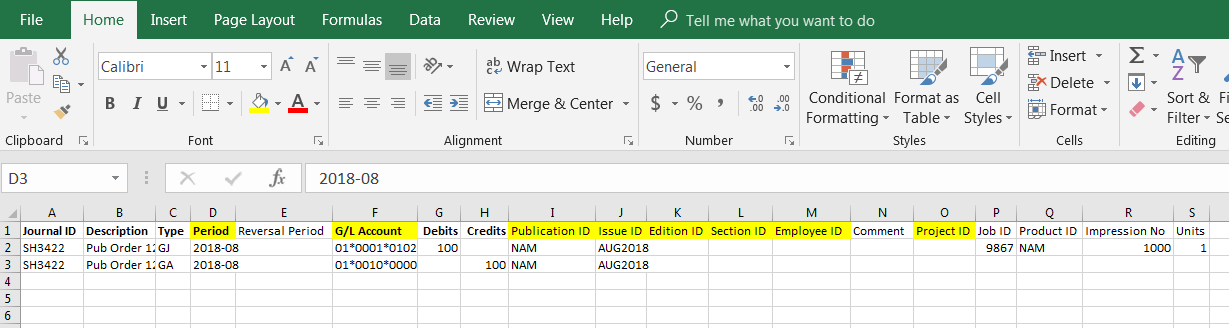 File Home Insert Page Layout Formulas Data Review View Help Tell me what you want to do
Calibri 11 A A Wrap Text General Insert
Paste B I U A Merge & Center $ % , Conditional Formatting Format as Table Cell Styles Delete Format Sort & Filter
Clipboard Font Alignment Number Styles Cells Editing
D3 fx 2018-08
A B C D E F G H I J K L M N O P Q R S
1 Journal ID Description Type Period Reversal Period G/L Account Debits Credits Publication ID Issue ID Edition ID Section ID Employee ID Comment Project ID Job ID Product ID Impression No Units
2 SH3422 Pub Order 12 GJ 2018-08 01*0001*0102 100 NAM AUG2018 9867 NAM 1000 1
3 SH3422 Pub Order 12 GA 2018-08 01*0010*0000 100 NAM AUG2018
4
5
6